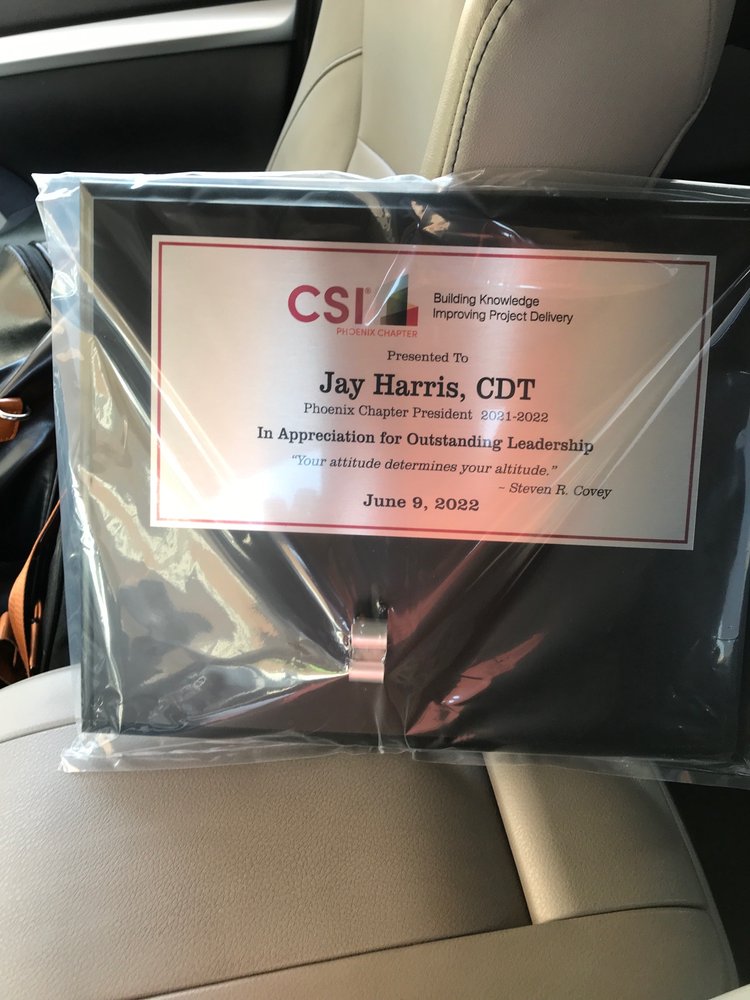 CSI®
PHOENIX CHAPTER
Building Knowledge
Improving Project Delivery
Presented To
Jay Harris, CDT
Phoenix Chapter President 2021-2022
In Appreciation for Outstanding Leadership
"Your attitude determines your altitude."
~ Steven R. Covey
June 9, 2022